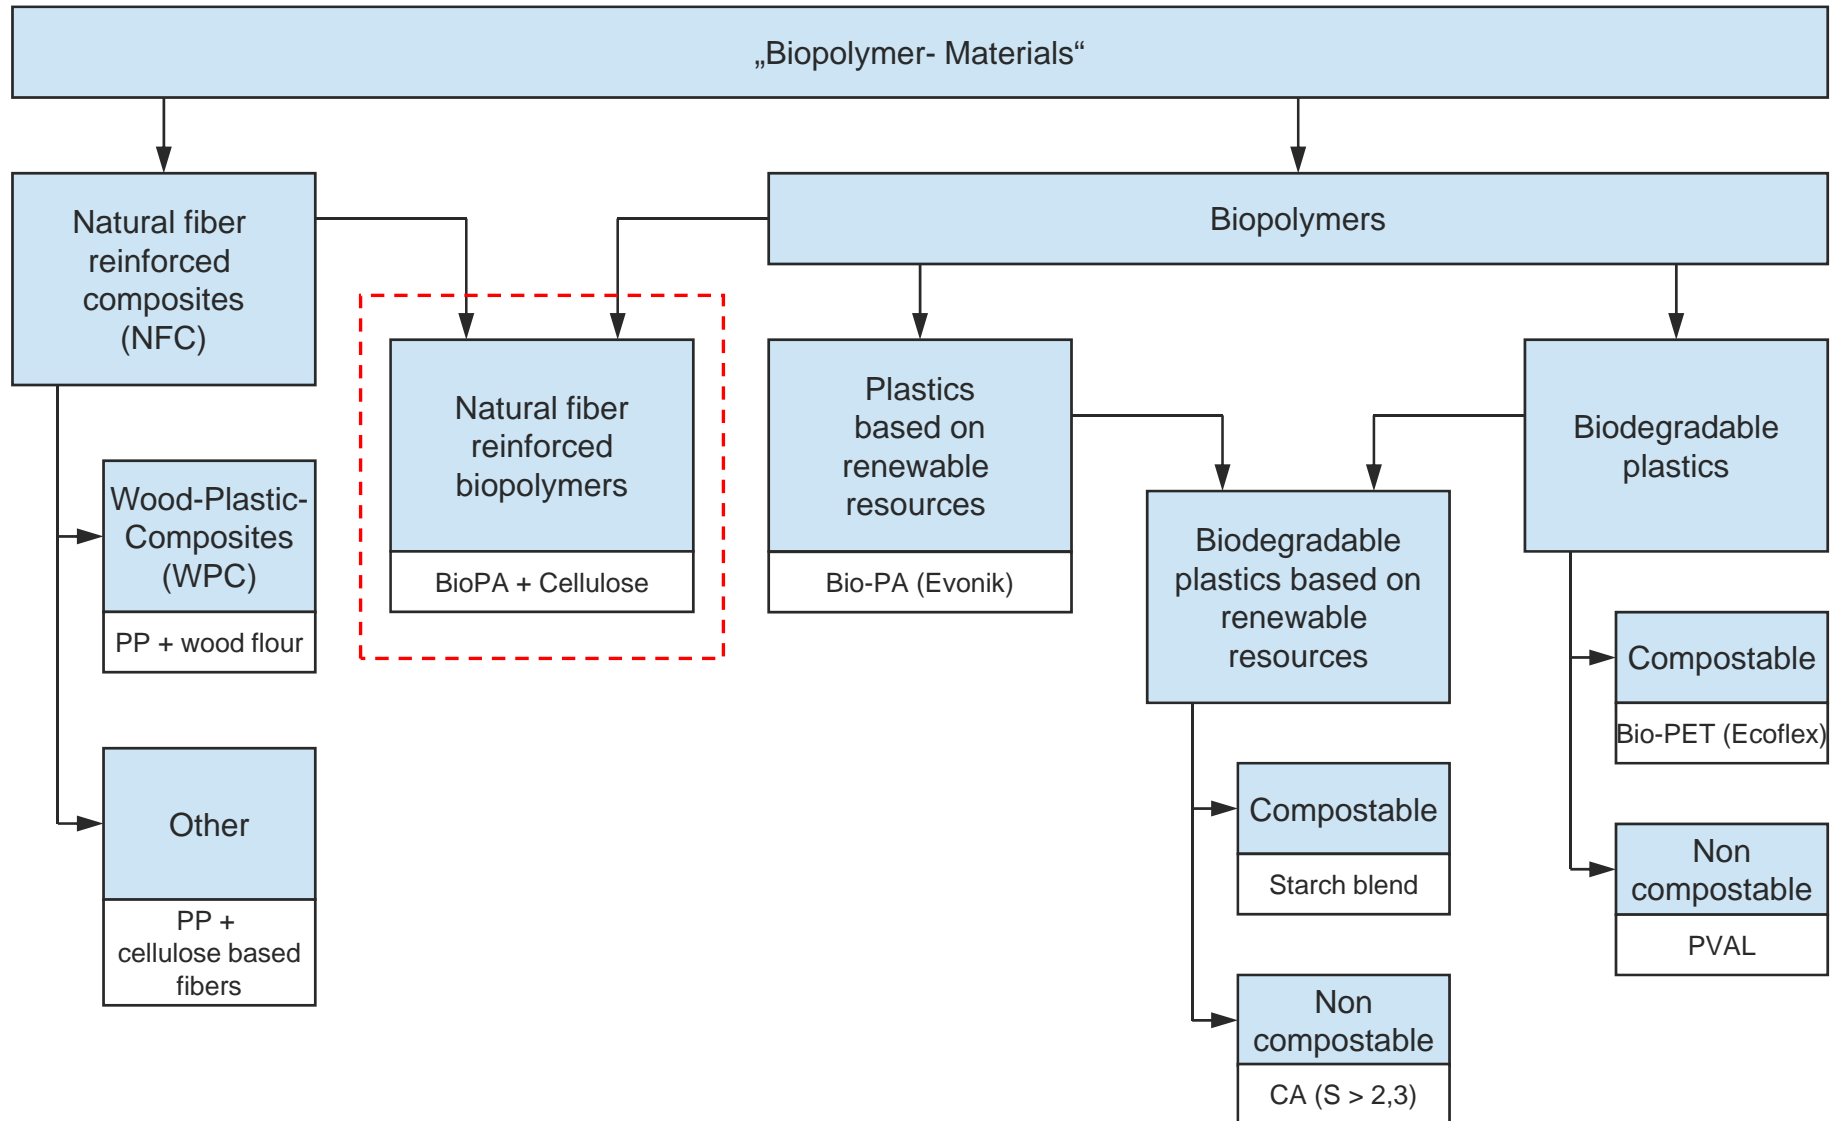 „Biopolymer- Materials“
Natural fiber
reinforced
composites
(NFC)
Biopolymers
Natural fiber
reinforced
biopolymers
BioPA + Cellulose
Plastics
based on
renewable
resources
Bio-PA (Evonik)
Biodegradable
plastics
Wood-Plastic-
Composites
(WPC)
PP + wood flour
Biodegradable
plastics based on
renewable
resources
Compostable
Bio-PET (Ecoflex)
Other
PP +
cellulose based
fibers
Compostable
Starch blend
Non
compostable
PVAL
Non
compostable
CA (S > 2,3)